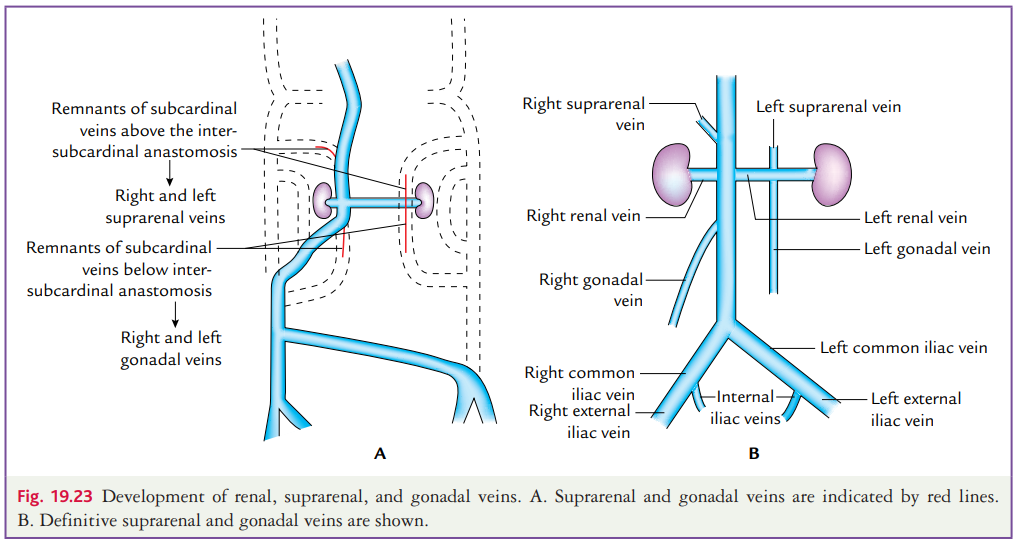 Remnants of subcardinal
veins above the inter-
subcardinal anastomosis
Right and left
suprarenal veins
Remnants of subcardinal
veins below inter-
subcardinal anastomosis
Right and left
gonadal veins
A
Right suprarenal
vein
Left suprarenal vein
Right renal vein
Left renal vein
Left gonadal vein
Right gonadal
vein
Left common iliac vein
Right common
iliac vein
Right external
iliac vein
Internal
iliac veins
Left external
iliac vein
B
Fig. 19.23 Development of renal, suprarenal, and gonadal veins. A. Suprarenal and gonadal veins are indicated by red lines.
B. Definitive suprarenal and gonadal veins are shown.